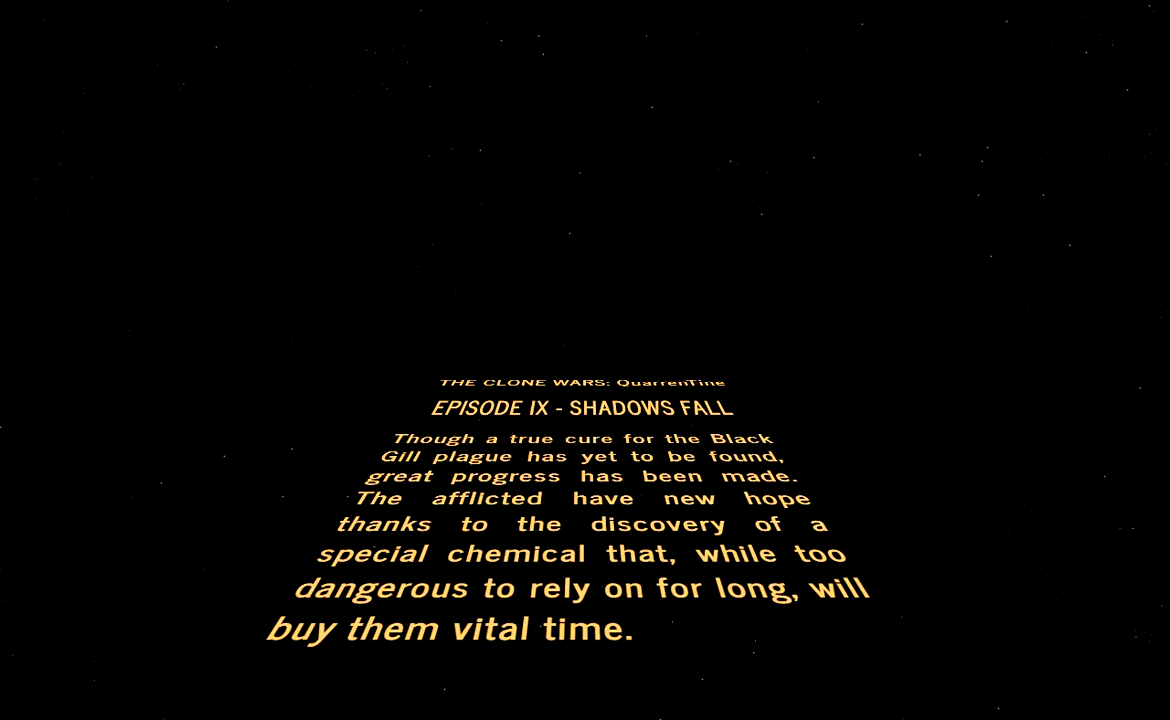 THE CLONE WARS: QuarrenTine
EPISODE IX - SHADOWS FALL
Though a true cure for the Black
Gill plague has yet to be found,
great progress has been made.
The afflicted have new hope
thanks to the discovery of a
special chemical that, while too
dangerous to rely on for long, will
buy them vital time.